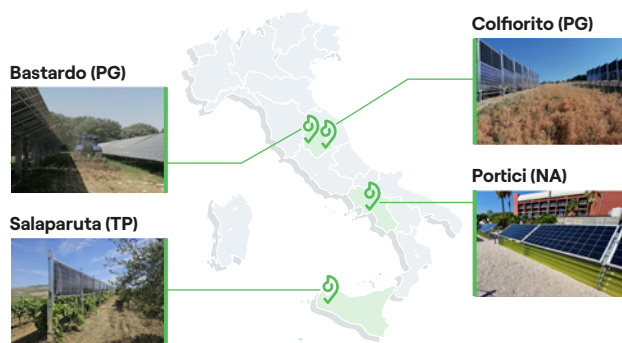 Colfiorito (PG)
Bastardo (PG)
Portici (NA)
Salaparuta (TP)